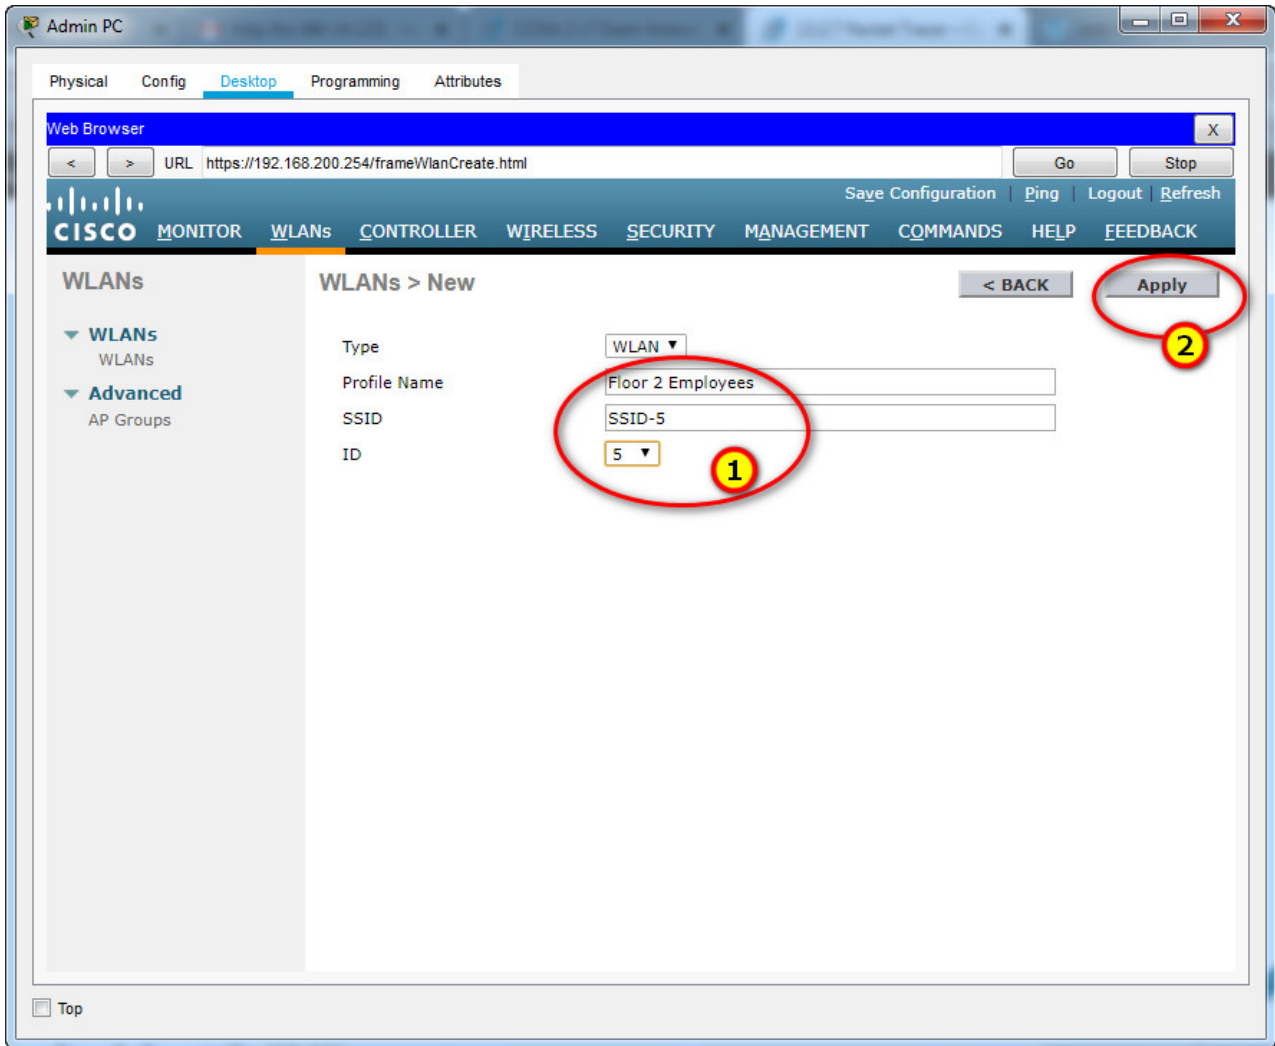 Admin PC
Physical Config Desktop Programming Attributes
Web Browser X
< > URL https://192.168.200.254/frameWlanCreate.html Go Stop
Save Configuration | Ping | Logout | Refresh
CISCO MONITOR WLANs CONTROLLER WIRELESS SECURITY MANAGEMENT COMMANDS HELP FEEDBACK
WLANs WLANs > New < BACK Apply
2
WLANs Type WLAN
WLANs
Profile Name Floor 2 Employees
Advanced
AP Groups SSID SSID-5
ID 5
1
Top